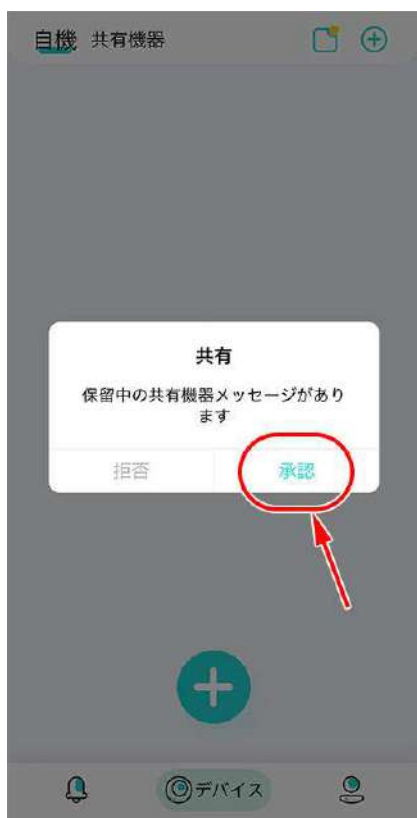 自機 共有機器
共有
保留中の共有機器メッセージがあり
ます
拒否 承認
デバイス